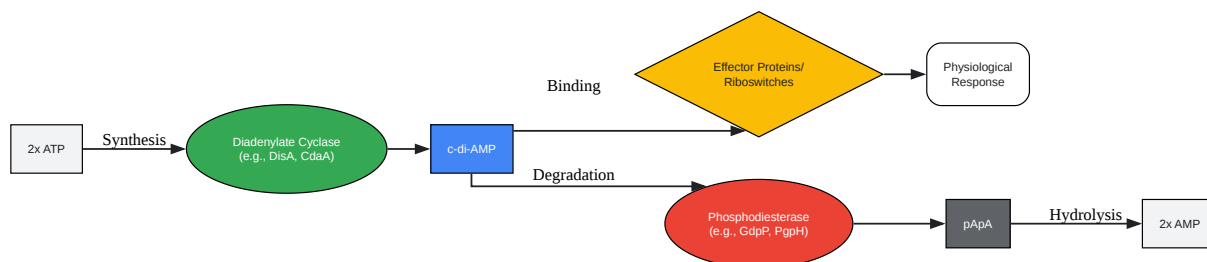 2x ATP
Synthesis
Diadenylate Cyclase
(e.g., DisA, CdaA)
c-di-AMP
Binding
Effector Proteins/
Riboswitches
Physiological
Response
Degradation
Phosphodiesterase
(e.g., GdpP, PgpH)
pApA
Hydrolysis
2x AMP